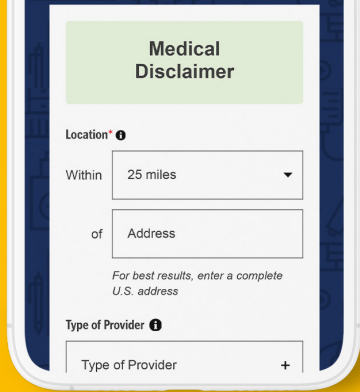 Medical
Disclaimer
Location*
Within 25 miles
of Address
For best results, enter a complete
U.S. address
Type of Provider
Type of Provider +